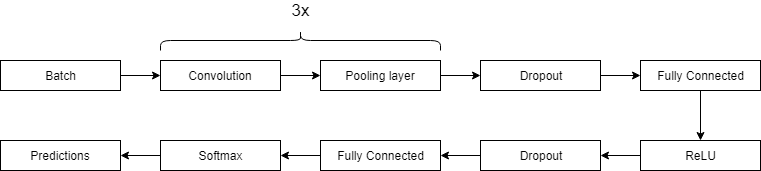 3x
Batch
Convolution
Pooling layer
Dropout
Fully Connected
Predictions
Softmax
Fully Connected
Dropout
ReLU